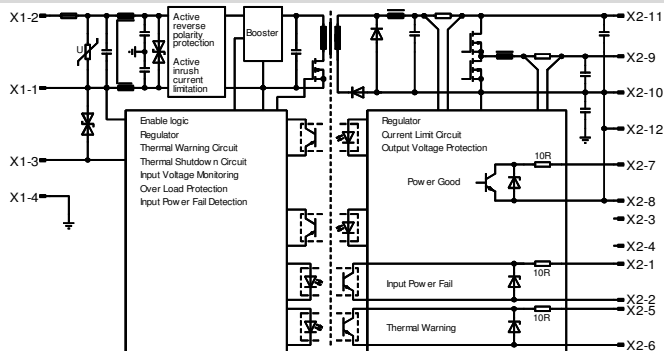 X1-2
X1-1
X1-3
X1-4
U
Active
reverse
polarity
protection
Active
inrush
current
limitation
Booster
Enable logic
Regulator
Thermal Warning Circuit
Thermal Shutdown Circuit
Input Voltage Monitoring
Over Load Protection
Input Power Fail Detection
Regulator
Current Limit Circuit
Output Voltage Protection
Power Good
10R
Input Power Fail
10R
Thermal Warning
10R
X2-11
X2-9
X2-10
X2-12
X2-7
X2-8
X2-3
X2-4
X2-1
X2-2
X2-5
X2-6